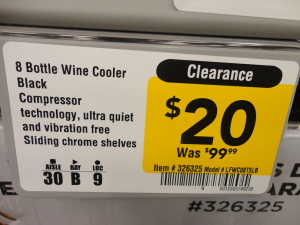 8 Bottle Wine Cooler
Black
Compressor
technology, ultra quiet
and vibration free
Sliding chrome shelves
AISLE BAY LOC
30 B 9
Clearance
$20
Was $99.99
Item # 326325 Model # LFWC08TSLB
N
#326325